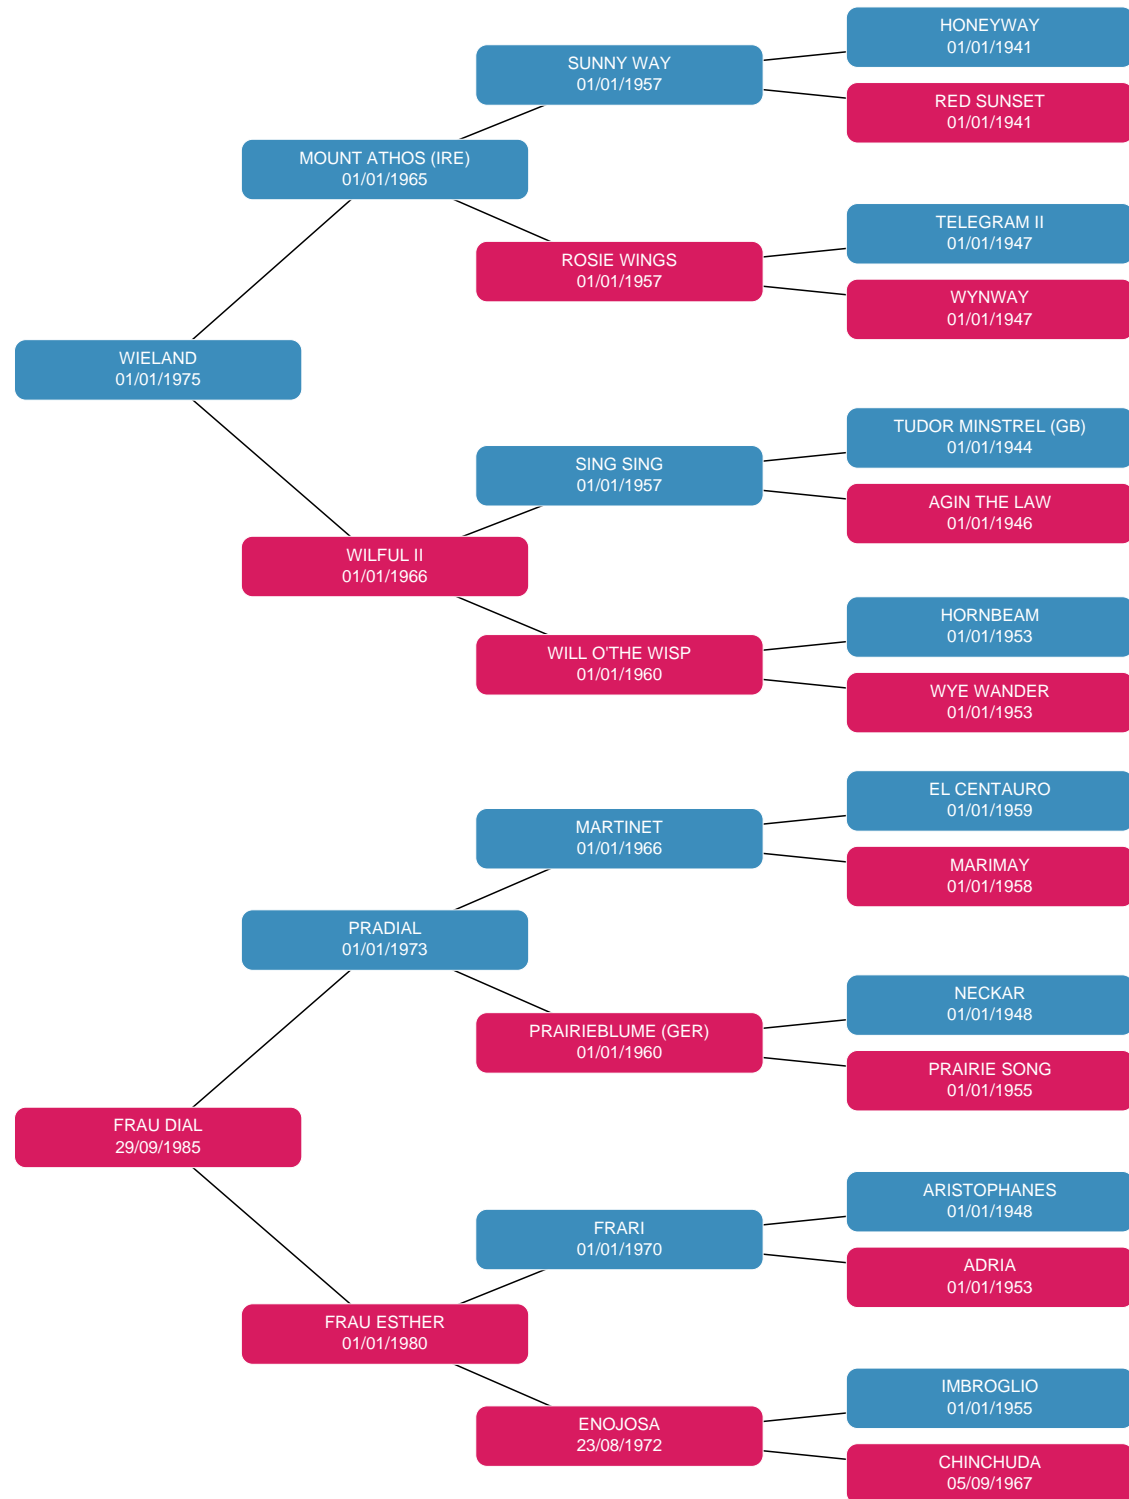 HONEYWAY
01/01/1941
SUNNY WAY
01/01/1957
RED SUNSET
01/01/1941
MOUNT ATHOS (IRE)
01/01/1965
TELEGRAM II
01/01/1947
ROSIE WINGS
01/01/1957
WYNWAY
01/01/1947
WIELAND
01/01/1975
TUDOR MINSTREL (GB)
01/01/1944
SING SING
01/01/1957
AGIN THE LAW
01/01/1946
WILFUL II
01/01/1966
HORNBEAM
01/01/1953
WILL O'THE WISP
01/01/1960
WYE WANDER
01/01/1953
EL CENTAURO
01/01/1959
MARTINET
01/01/1966
MARIMAY
01/01/1958
PRADIAL
01/01/1973
NECKAR
01/01/1948
PRAIRIEBLUME (GER)
01/01/1960
PRAIRIE SONG
01/01/1955
FRAU DIAL
29/09/1985
ARISTOPHANES
01/01/1948
FRARI
01/01/1970
ADRIA
01/01/1953
FRAU ESTHER
01/01/1980
IMBROGLIO
01/01/1955
ENOJOSA
23/08/1972
CHINCHUDA
05/09/1967